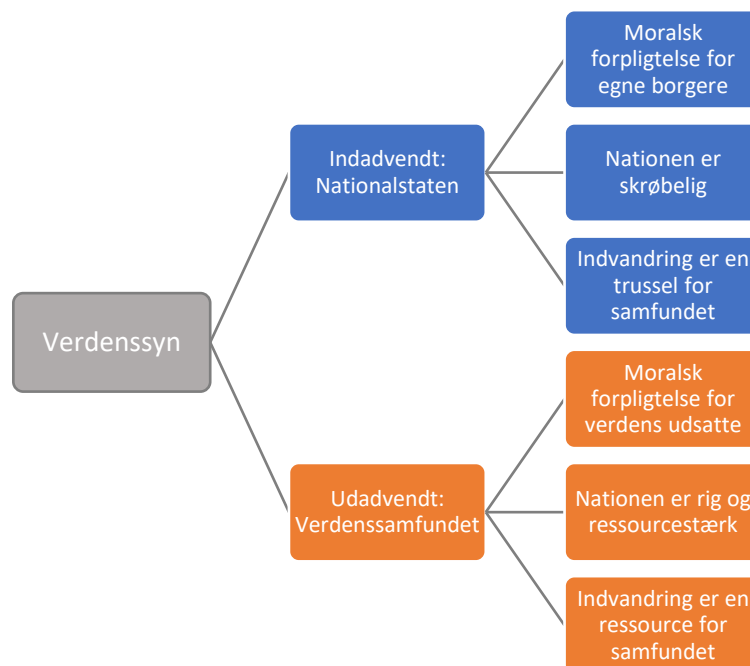 Verdenssyn
Indadvendt:
Nationalstaten
Moralsk
forpligtelse for
egne borgere
Nationen er
skrøbelig
Indvandring er en
trussel for
samfundet
Udadvendt:
Verdenssamfundet
Moralsk
forpligtelse for
verdens udsatte
Nationen er rig og
ressourcestærk
Indvandring er en
ressource for
samfundet